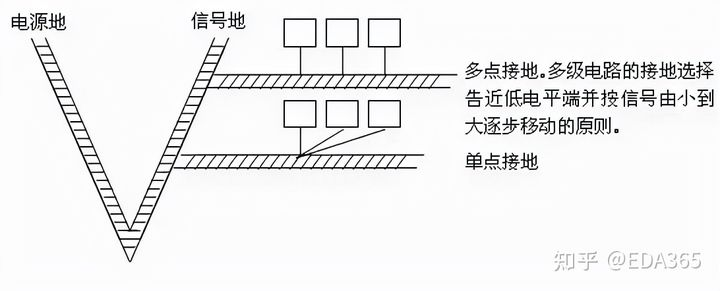 电源地
信号地
多点接地。多级电路的接地选择
告近低电平端并按信号由小到
大逐步移动的原则。
单点接地
知乎 @EDA365